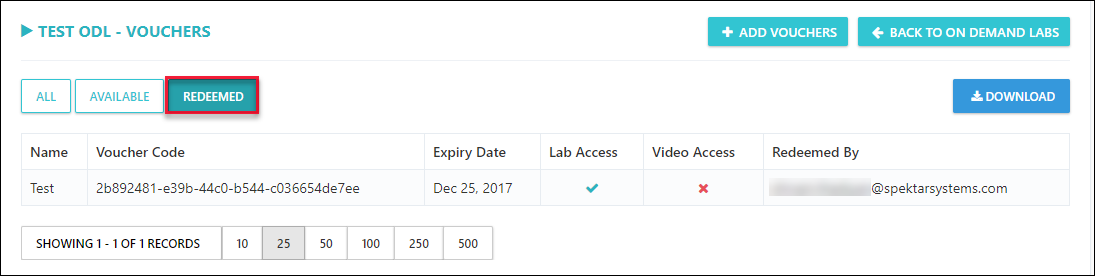 TEST ODL - VOUCHERS
ADD VOUCHERS
BACK TO ON DEMAND LABS
ALL
AVAILABLE
REDEEMED
DOWNLOAD
Name Voucher Code Expiry Date Lab Access Video Access Redeemed By
Test 2b892481-e39b-44c0-b544-c036654de7ee Dec 25, 2017 @spektarsystems.com
SHOWING 1 - 1 OF 1 RECORDS 10 25 50 100 250 500